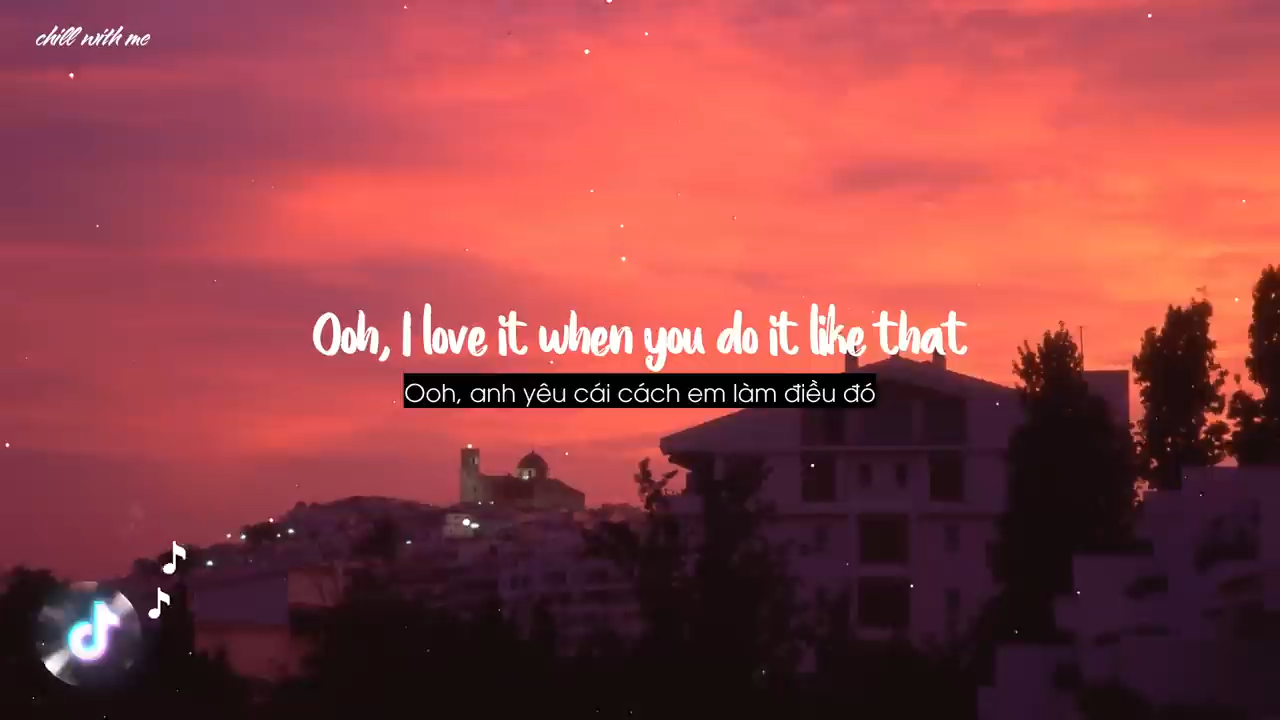 chill with me
Ooh, I love it when you do it like that
Ooh, anh yêu cái cách em làm điều đó